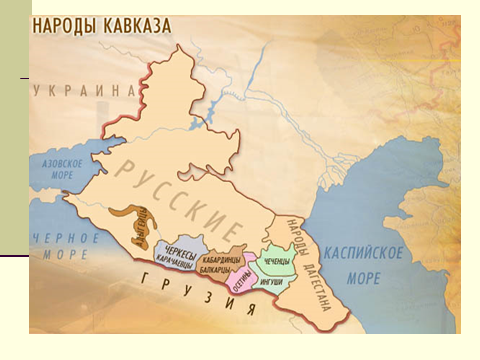 НАРОДЫ КАВКАЗА
УКРАИНА
АЗОВСКОЕ
МОРЕ
РУССКИЕ
АДЫГЕЙЦЫ
ЧЕРНОЕ
МОРЕ
ЧЕРКЕСЫ
КАРАЧАЕВЦЫ
КАБАРДИНЦЫ
БАЛКАРЦЫ
ОСЕТИНЫ
ЧЕЧЕНЦЫ
ИНГУШИ
НАРОДЫ ДАГЕСТАНА
КАСПИЙСКОЕ
МОРЕ
ГРУЗИЯ